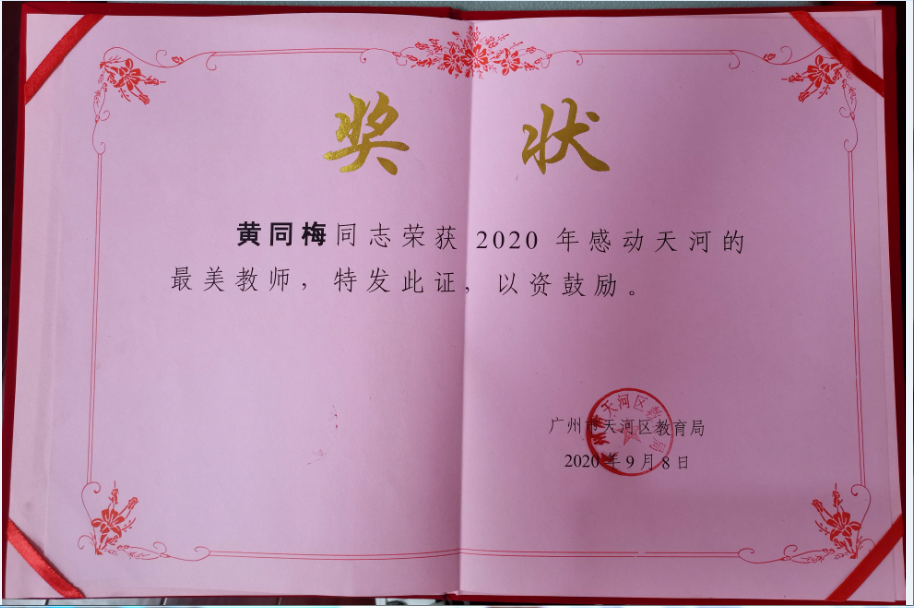 奖 状
黄同梅同志荣获 2020 年感动天河的
最美教师，特发此证，以资鼓励。
广州市天河区教育局
2020年9月8日